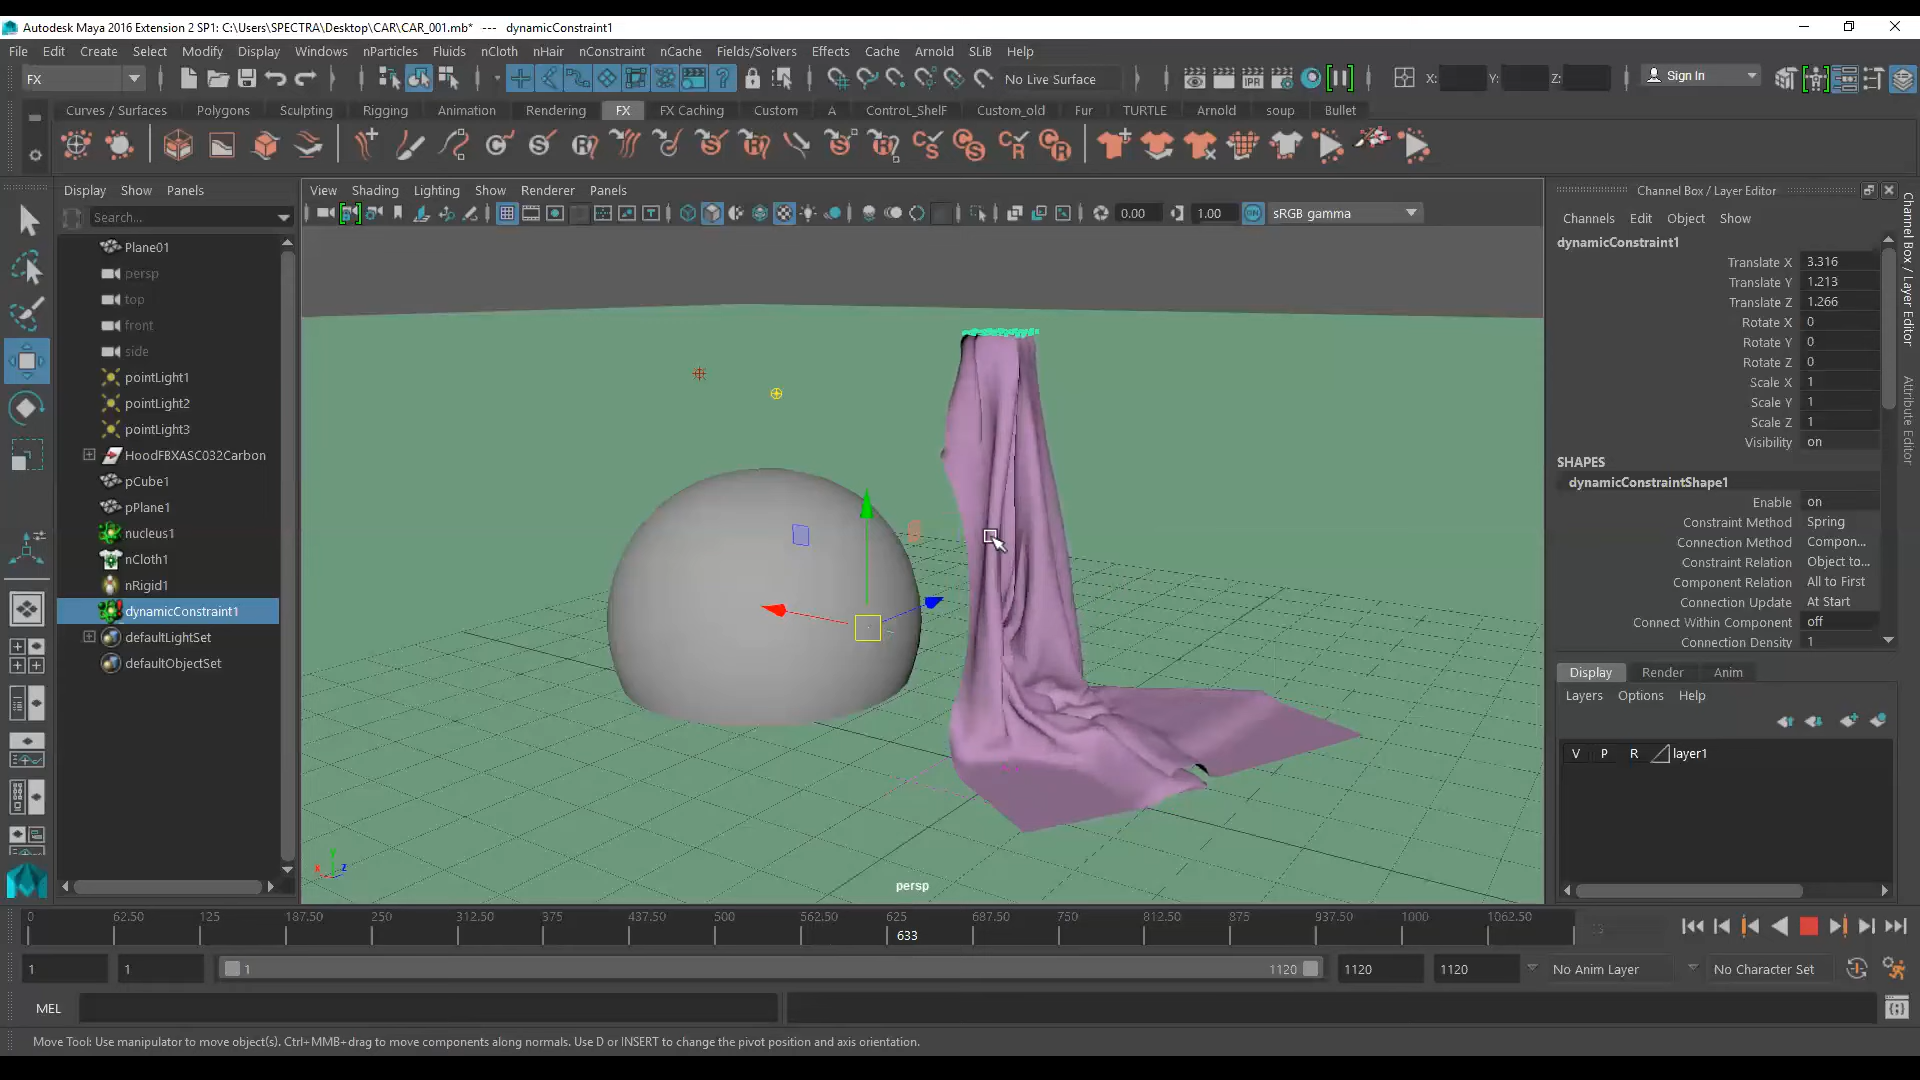 Autodesk Maya 2016 Extension 2 SP1: C:\Users\SPECTRA\Desktop\CAR\CAR_001.mb* --- dynamicConstraint1
File Edit Create Select Modify Display Windows nParticles Fluids nCloth nHair nConstraint nCache Fields/Solvers Effects Cache Arnold SLiB Help
FX No Live Surface X: Y: Z: Sign In
Curves / Surfaces Polygons Sculpting Rigging Animation Rendering FX FX Caching Custom A ControL_ShelF Custom_old Fur TURTLE Arnold soup Bullet
Display Show Panels
Search...
Plane01
persp
top
front
side
pointLight1
pointLight2
pointLight3
HoodFBXASC032Carbon
pCube1
pPlane1
nucleus1
nCloth1
nRigid1
dynamicConstraint1
defaultLightSet
defaultObjectSet
View Shading Lighting Show Renderer Panels
0.00 1.00 ON sRGB gamma
persp
Channel Box / Layer Editor
Channels Edit Object Show
dynamicConstraint1
Translate X 3.316
Translate Y 1.213
Translate Z 1.266
Rotate X 0
Rotate Y 0
Rotate Z 0
Scale X 1
Scale Y 1
Scale Z 1
Visibility on
SHAPES
dynamicConstraintShape1
Enable on
Constraint Method Spring
Connection Method Compon...
Constraint Relation Object to...
Component Relation All to First
Connection Update At Start
Connect Within Component off
Connection Density 1
Display Render Anim
Layers Options Help
V P R layer1
Channel Box / Layer Editor
Attribute Editor
0 62.50 125 187.50 250 312.50 375 437.50 500 562.50 625 687.50 750 812.50 875 937.50 1000 1062.50
633
1 1 1 1120 1120 1120 No Anim Layer No Character Set
MEL
Move Tool: Use manipulator to move object(s). Ctrl+MMB+drag to move components along normals. Use D or INSERT to change the pivot position and axis orientation.